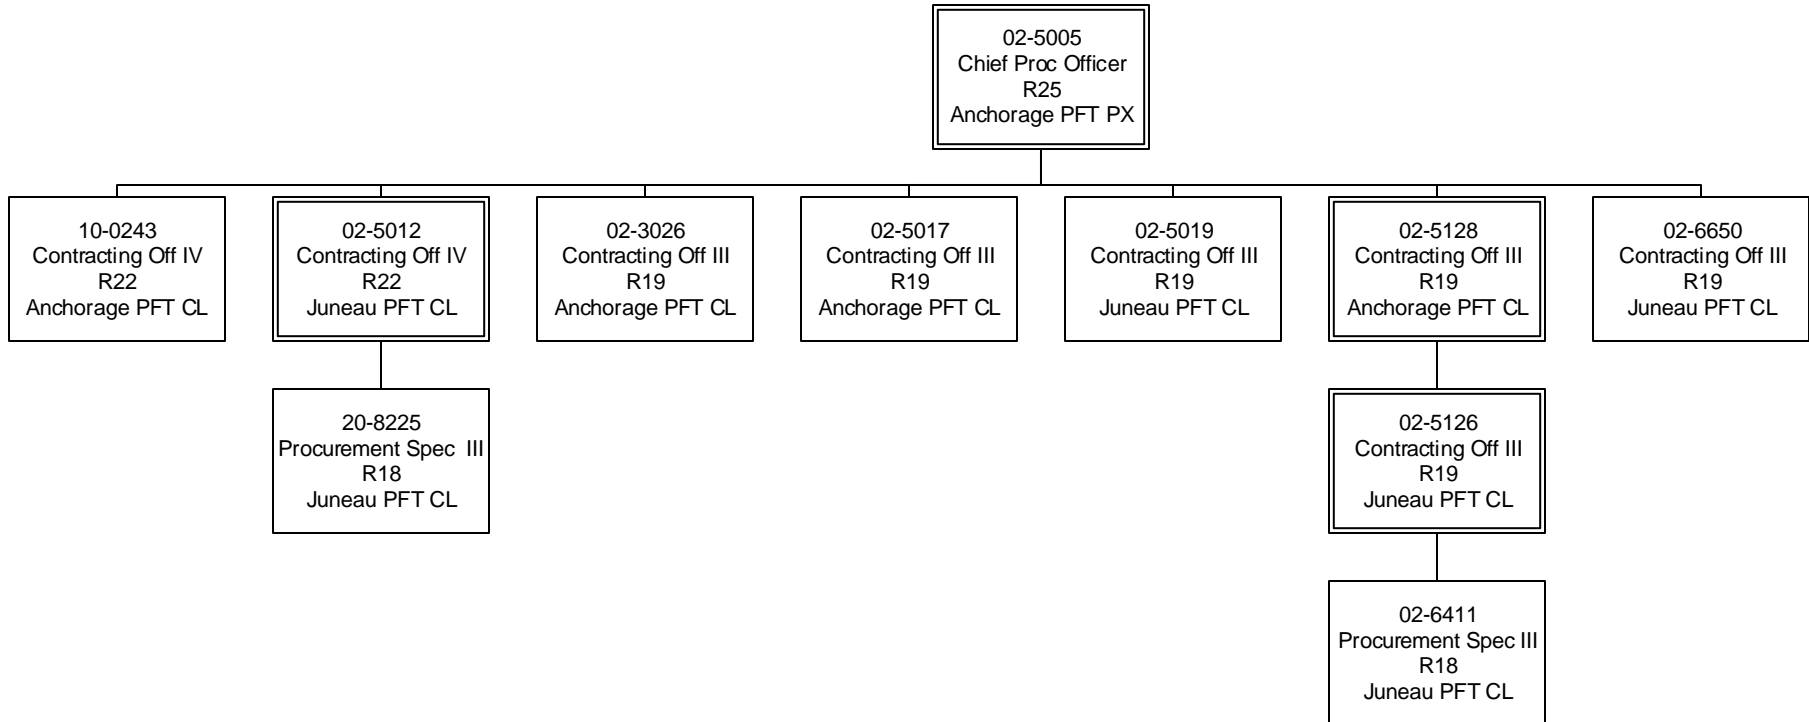 02-5005
Chief Proc Officer
R25
Anchorage PFT PX
10-0243
Contracting Off IV
R22
Anchorage PFT CL
02-5012
Contracting Off IV
R22
Juneau PFT CL
02-3026
Contracting Off III
R19
Anchorage PFT CL
02-5017
Contracting Off III
R19
Anchorage PFT CL
02-5019
Contracting Off III
R19
Juneau PFT CL
02-5128
Contracting Off III
R19
Anchorage PFT CL
02-6650
Contracting Off III
R19
Juneau PFT CL
20-8225
Procurement Spec III
R18
Juneau PFT CL
02-5126
Contracting Off III
R19
Juneau PFT CL
02-6411
Procurement Spec III
R18
Juneau PFT CL